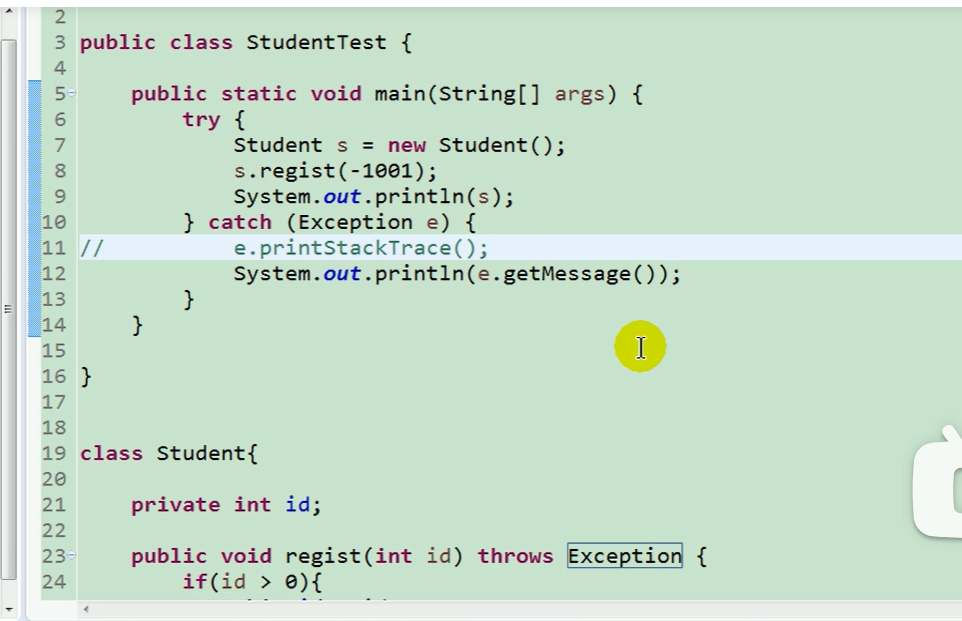 2
3 public class StudentTest {
4
5 public static void main(String[] args) {
6 try {
7 Student s = new Student();
8 s.regist(-1001);
9 System.out.println(s);
10 } catch (Exception e) {
11 // e.printStackTrace();
12 System.out.println(e.getMessage());
13 }
14 }
15
16 }
17
18
19 class Student{
20
21 private int id;
22
23 public void regist(int id) throws Exception {
24 if(id > 0){